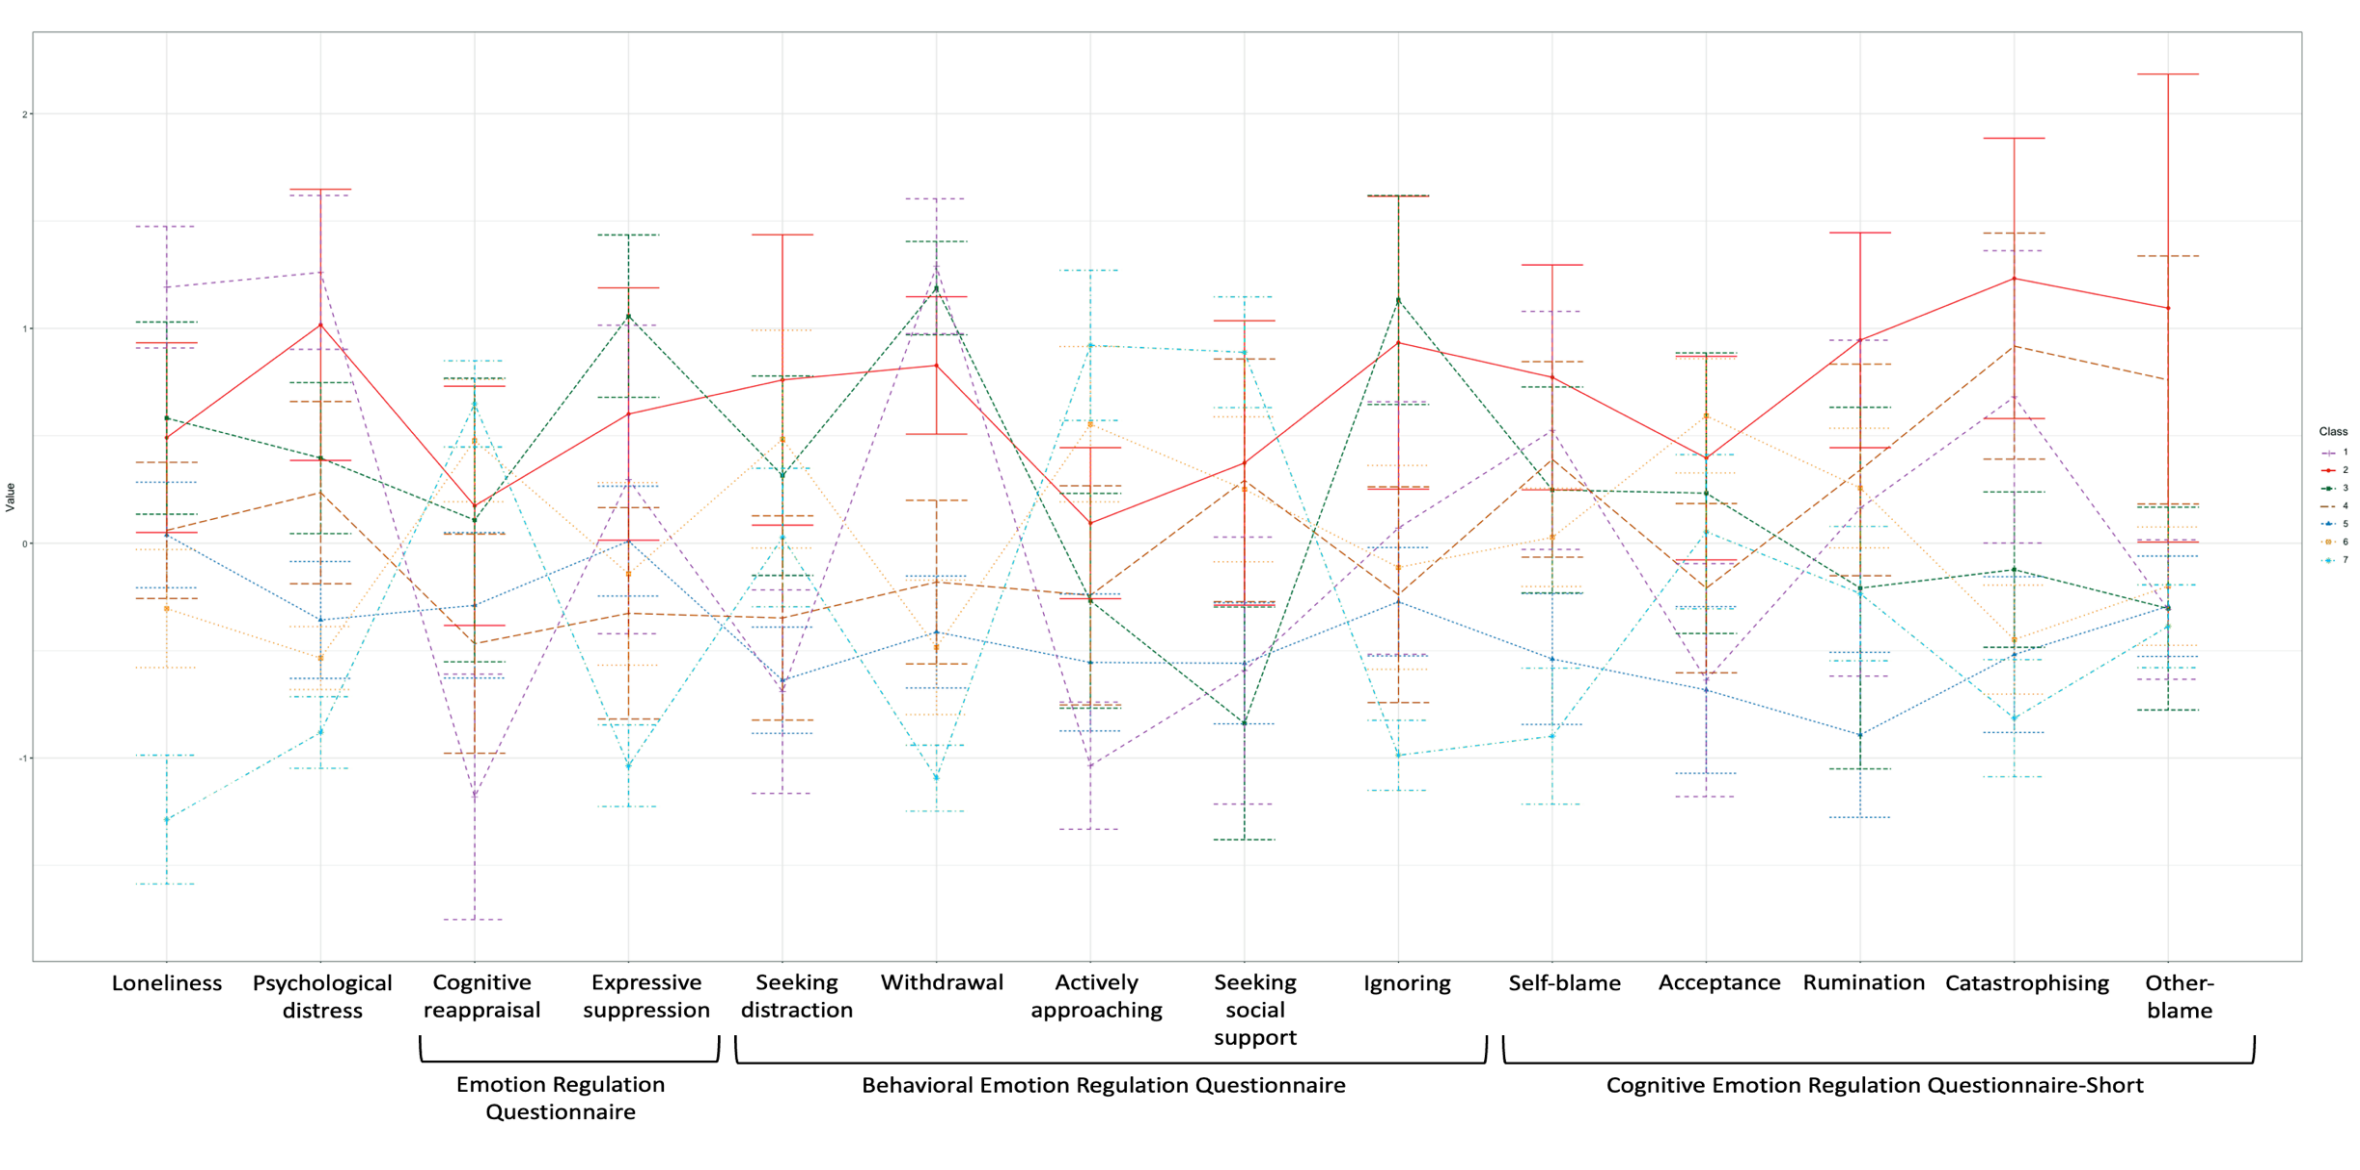 2
1
0
-1
Value
Class
1
2
3
4
5
6
7
Loneliness
Psychological
distress
Cognitive
reappraisal
Expressive
suppression
Seeking
distraction
Withdrawal
Actively
approaching
Seeking
social
support
Ignoring
Self-blame
Acceptance
Rumination
Catastrophising
Other-
blame
Emotion Regulation
Questionnaire
Behavioral Emotion Regulation Questionnaire
Cognitive Emotion Regulation Questionnaire-Short